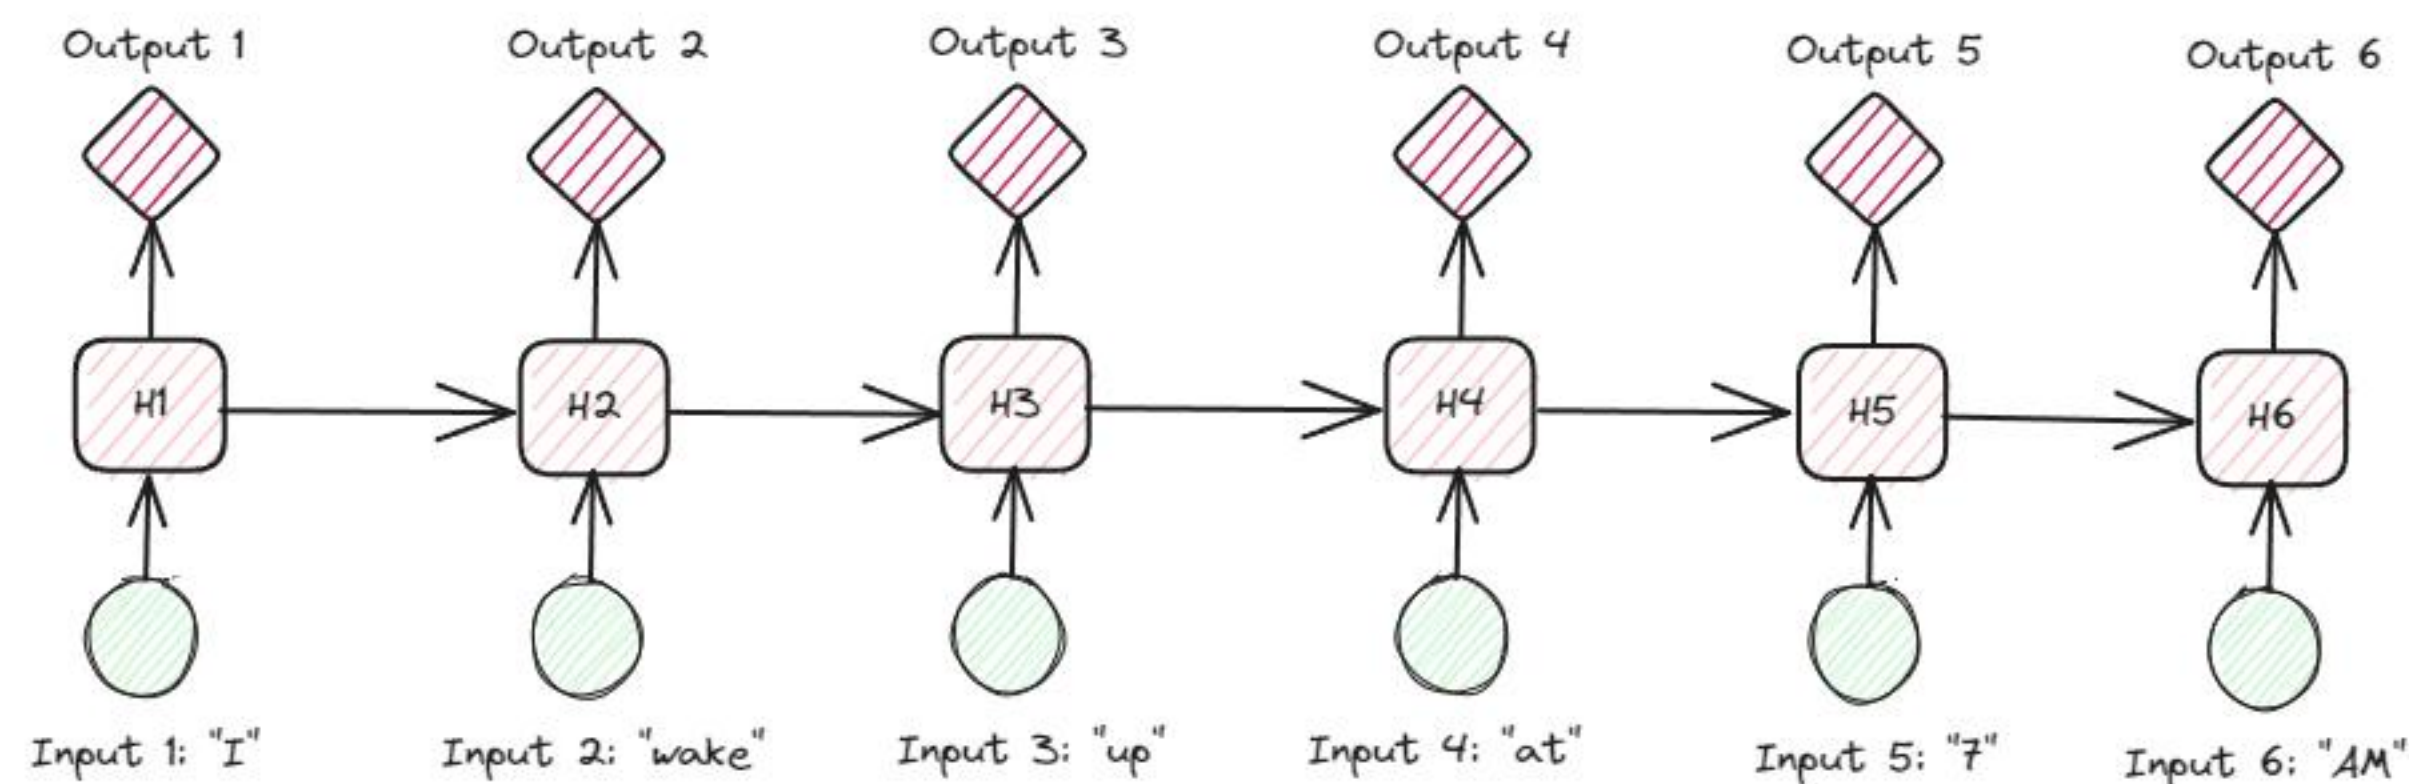 Output 1
Output 2
Output 3
Output 4
Output 5
Output 6
H1
H2
H3
H4
H5
H6
Input 1: "I"
Input 2: "wake"
Input 3: "up"
Input 4: "at"
Input 5: "7"
Input 6: "AM"